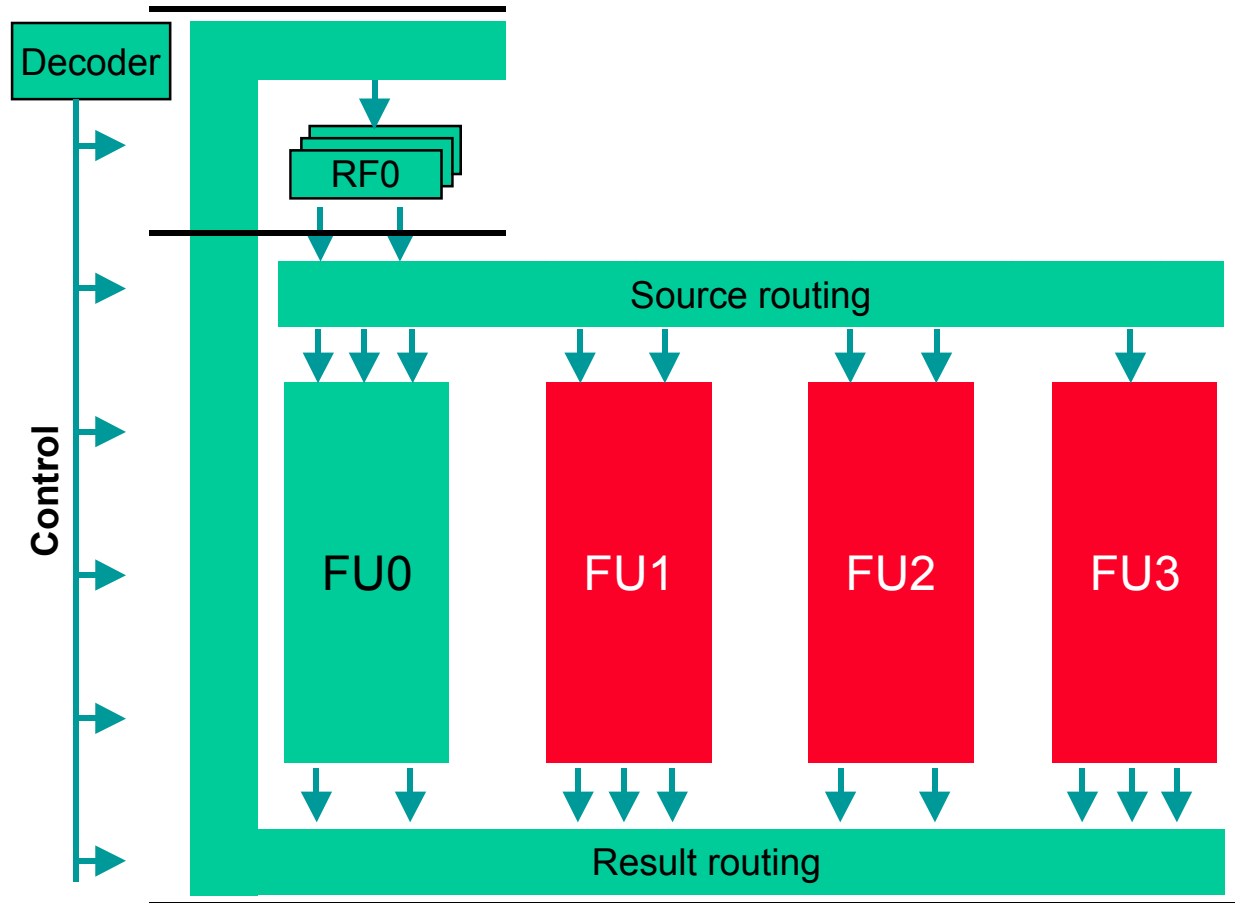 Decoder
RF0
Source routing
Control
FU0
FU1
FU2
FU3
Result routing